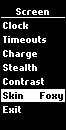 Screen
Clock
Timeouts
Charge
Stealth
Contrast
Skin Foxy
Exit